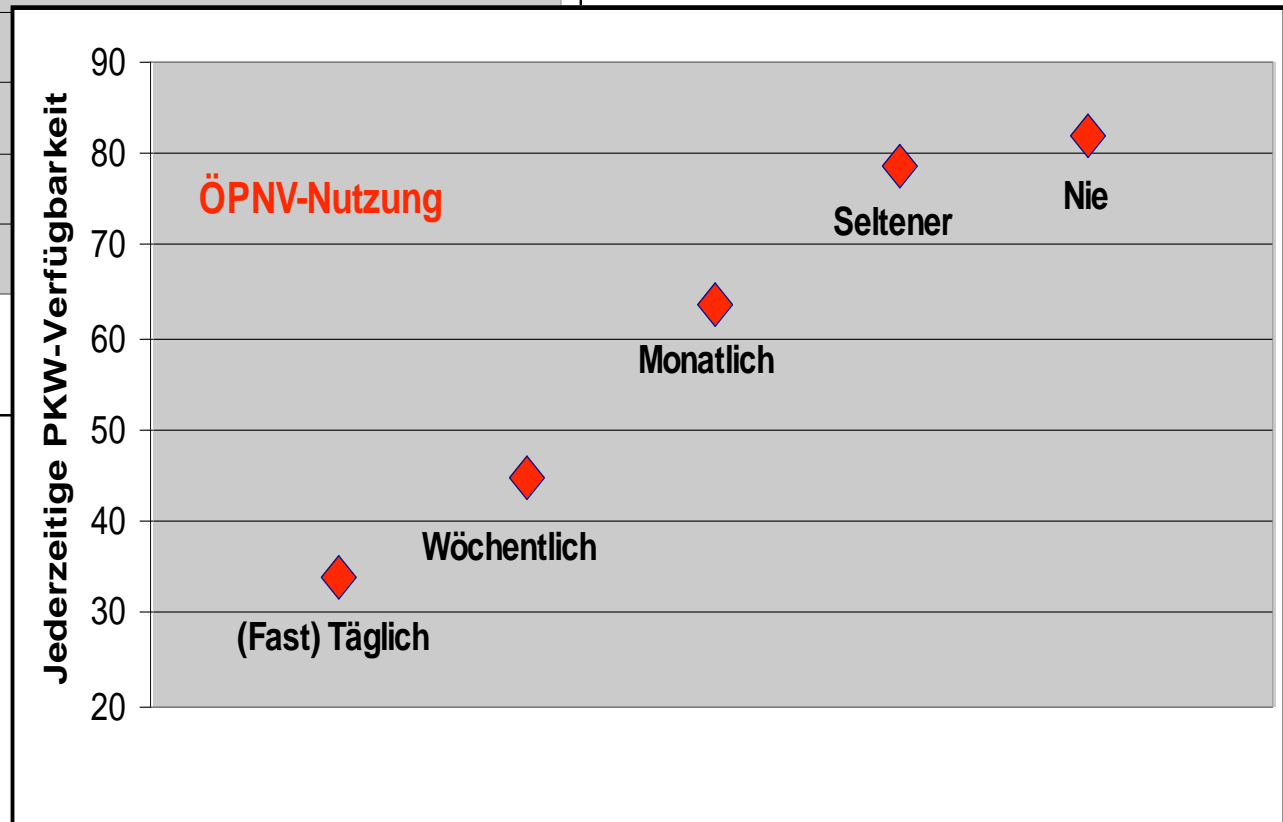 Jederzeitige PKW-Verfügbarkeit
90
80
70
60
50
40
30
20
ÖPNV-Nutzung
(Fast) Täglich
Wöchentlich
Monatlich
Seltener
Nie